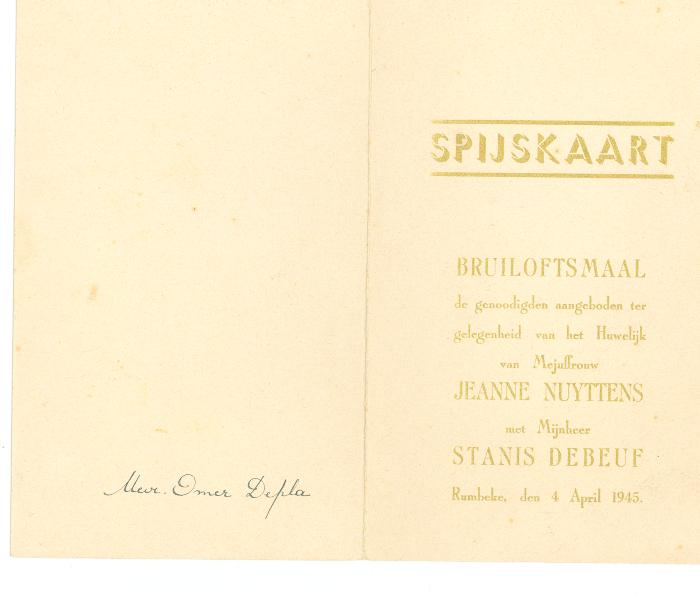 Mevr. Omer Depla
SPIJSKAART
BRUILOFTSMAAL
de genoodigden aangeboden ter
gelegenheid van het Huwelijk
van Mejuffrouw
JEANNE NUYTTENS
met Mijnheer
STANIS DEBEUF
Rumbeke, den 4 April 1945.